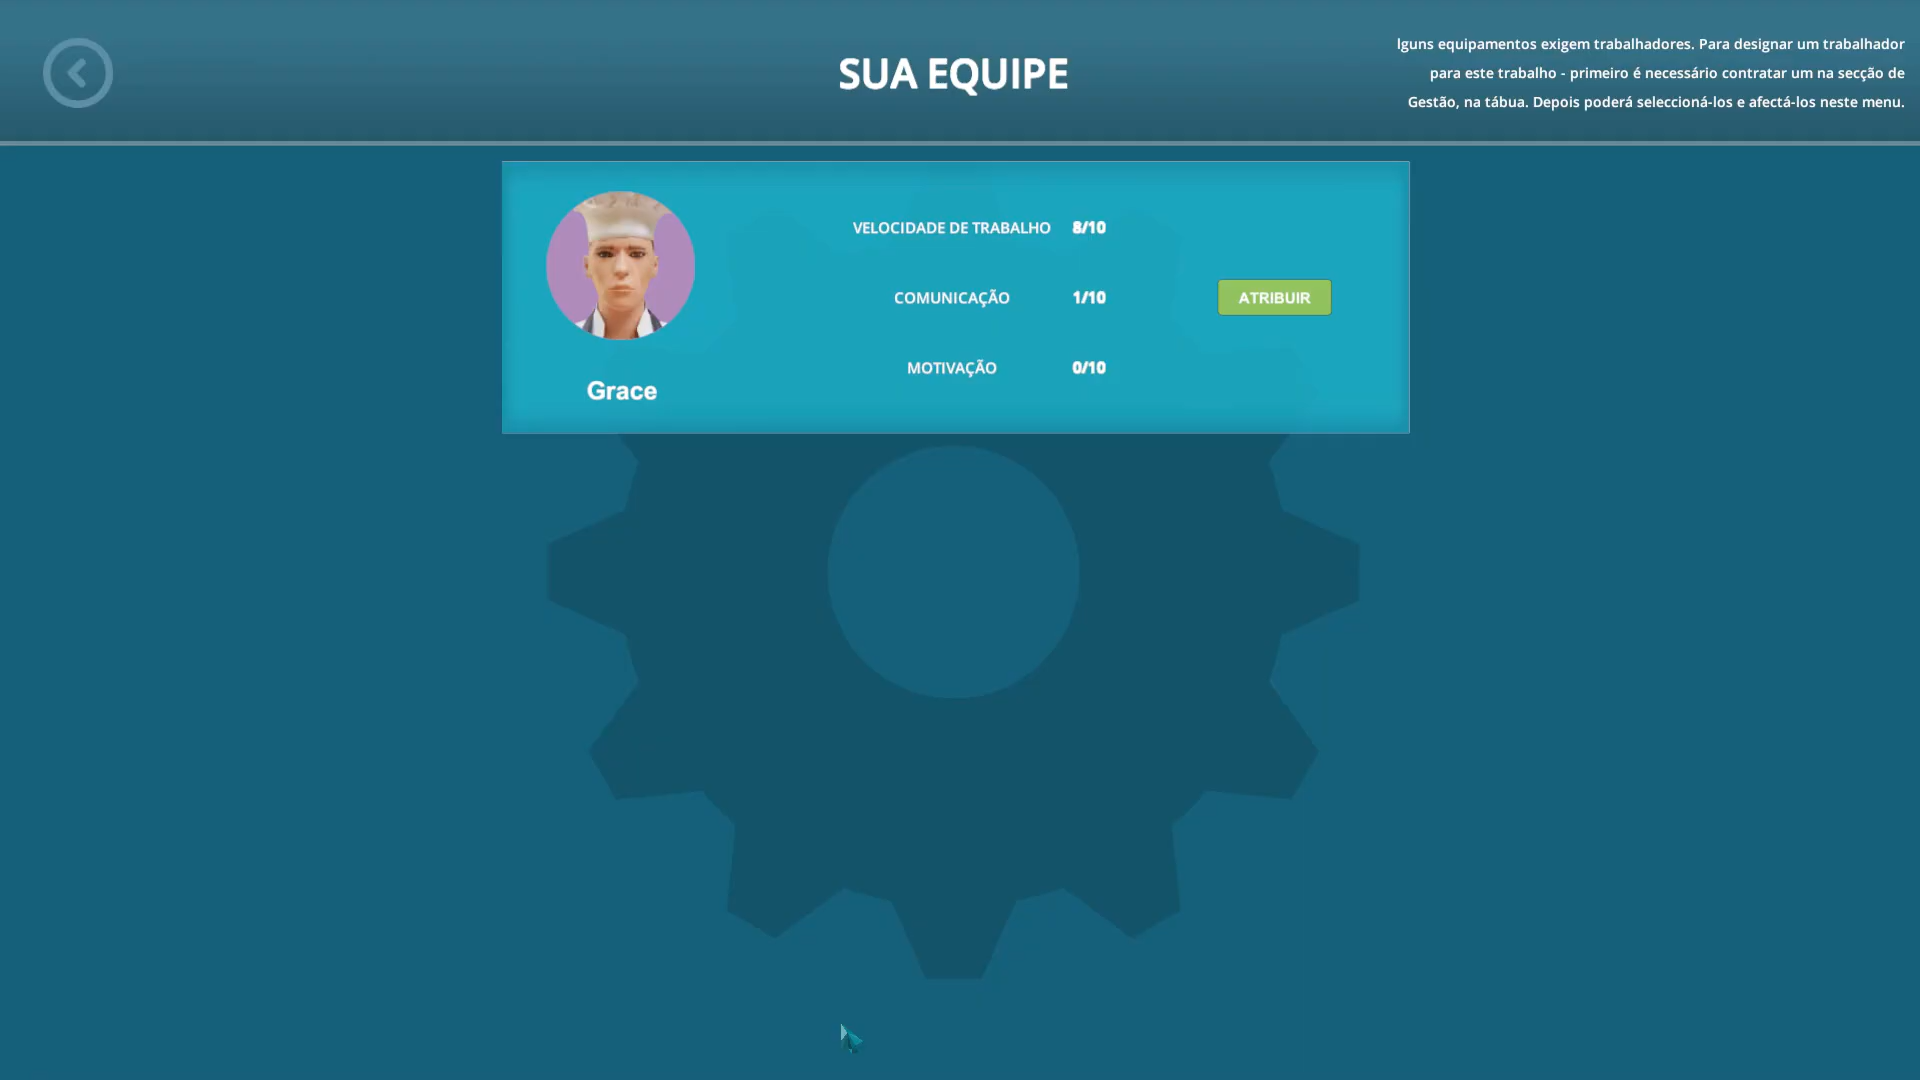 SUA EQUIPE
lguns equipamentos exigem trabalhadores. Para designar um trabalhador
para este trabalho - primeiro é necessário contratar um na secção de
Gestão, na tábua. Depois poderá seleccioná-los e afectá-los neste menu.
VELOCIDADE DE TRABALHO 8/10
COMUNICAÇÃO 1/10
ATRIBUIR
MOTIVAÇÃO 0/10
Grace